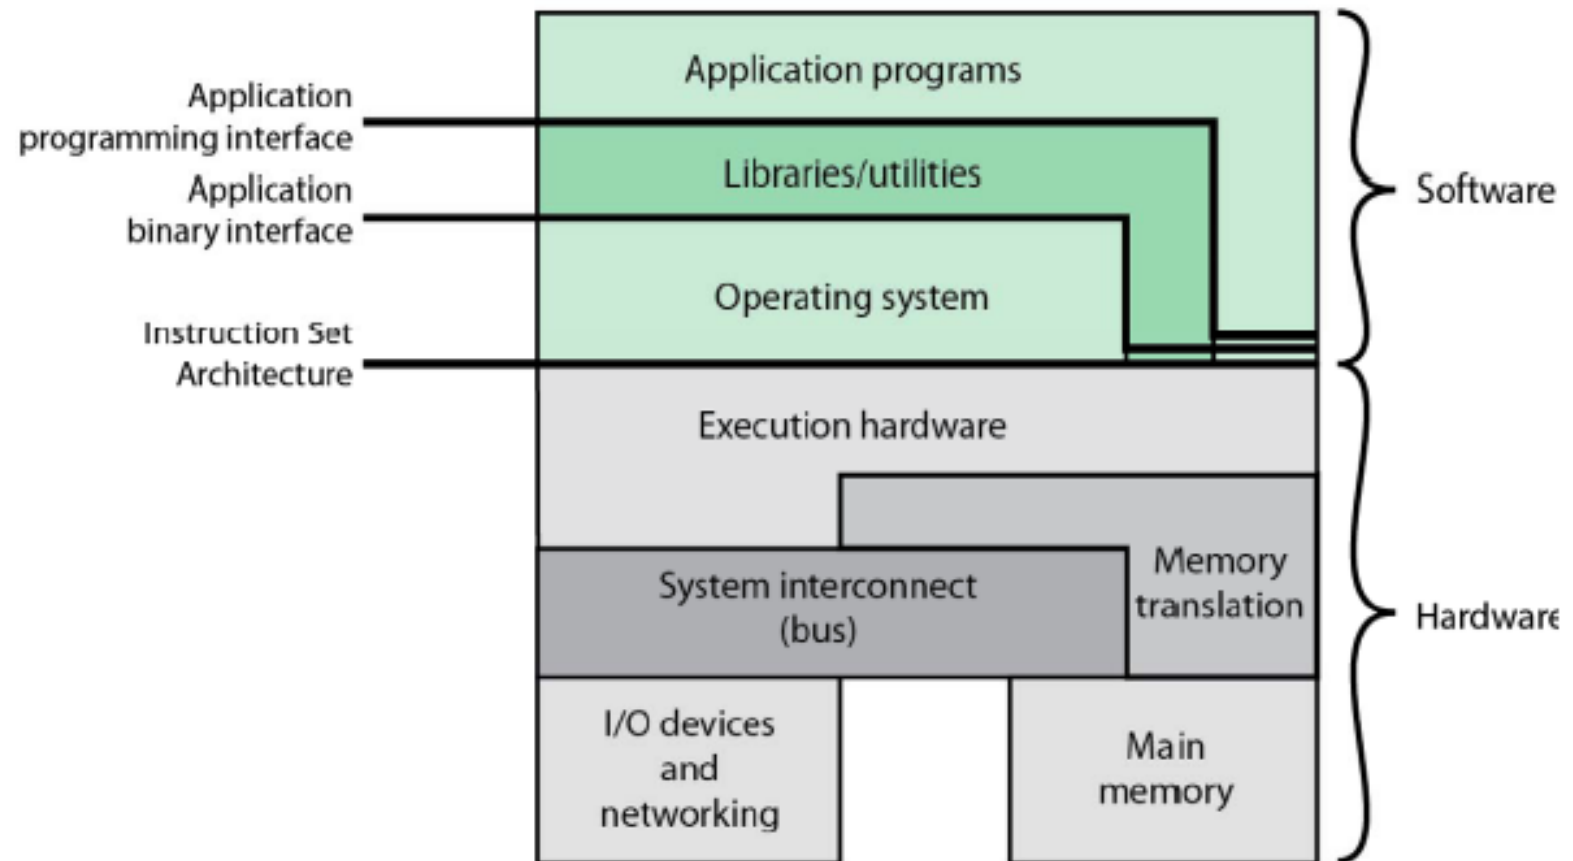 Application programs
Application
programming interface
Libraries/utilities
Application
binary interface
Software
Operating system
Instruction Set
Architecture
Execution hardware
Memory
translation
System interconnect
(bus)
Hardware
I/O devices
and
networking
Main
memory